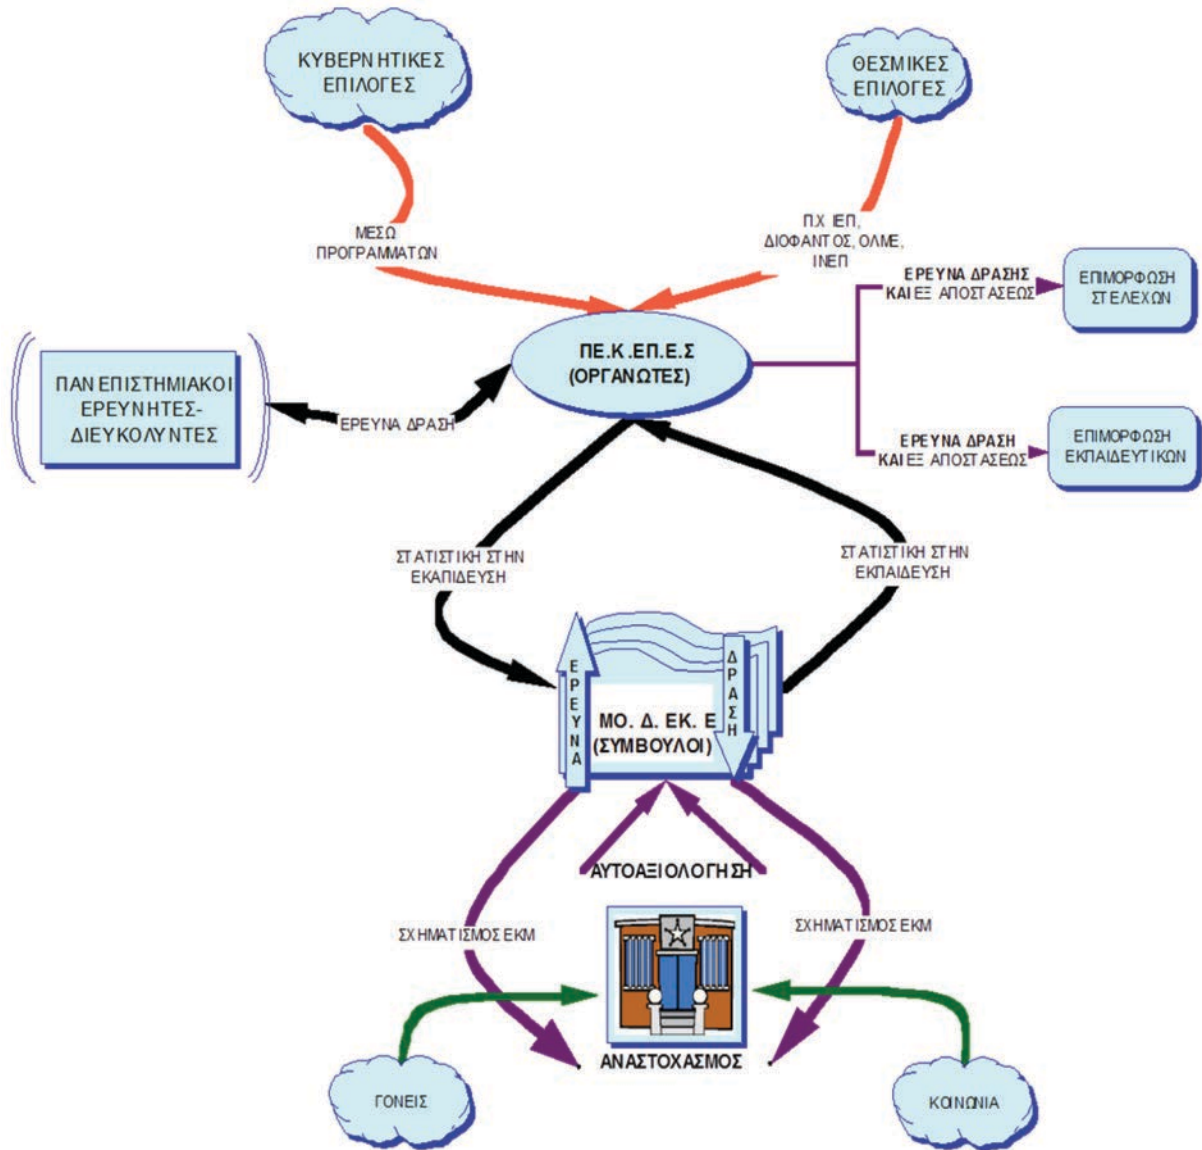 ΚΥΒΕΡΝΗΤΙΚΕΣ
ΕΠΙΛΟΓΕΣ
ΘΕΣΜΙΚΕΣ
ΕΠΙΛΟΓΕΣ
ΜΕΣΩ
ΠΡΟΓΡΑΜΜΑΤΩΝ
Π.Χ ΙΕΠ,
ΔΙΟΦΑΝΤΟΣ, ΟΛΜΕ,
ΙΝΕΠ
ΕΡΕΥΝΑ ΔΡΑΣΗΣ
ΚΑΙ ΕΞ ΑΠΟΣΤΑΣΕΩΣ
ΕΠΙΜΟΡΦΩΣΗ
ΣΤΕΛΕΧΩΝ
ΠΕ.Κ.ΕΠ.Ε.Σ
(ΟΡΓΑΝΩΤΕΣ)
ΠΑΝΕΠΙΣΤΗΜΙΑΚΟΙ
ΕΡΕΥΝΗΤΕΣ-
ΔΙΕΥΚΟΛΥΝΤΕΣ
ΕΡΕΥΝΑ ΔΡΑΣΗ
ΕΡΕΥΝΑ ΔΡΑΣΗ
ΚΑΙ ΕΞ ΑΠΟΣΤΑΣΕΩΣ
ΕΠΙΜΟΡΦΩΣΗ
ΕΚΠΑΙΔΕΥΤΙΚΩΝ
ΣΤΑΤΙΣΤΙΚΗ ΣΤΗΝ
ΕΚΑΠΙΔΕΥΣΗ
ΣΤΑΤΙΣΤΙΚΗ ΣΤΗΝ
ΕΚΠΑΙΔΕΥΣΗ
ΕΡΕΥΝΑ
ΔΡΑΣΗ
ΜΟ. Δ. ΕΚ. Ε
(ΣΥΜΒΟΥΛΟΙ)
ΑΥΤΟΑΞΙΟΛΟΓΗΣΗ
ΣΧΗΜΑΤΙΣΜΟΣ ΕΚΜ
ΣΧΗΜΑΤΙΣΜΟΣ ΕΚΜ
ΑΝΑΣΤΟΧΑΣΜΟΣ
ΓΟΝΕΙΣ
ΚΟΙΝΩΝΙΑ